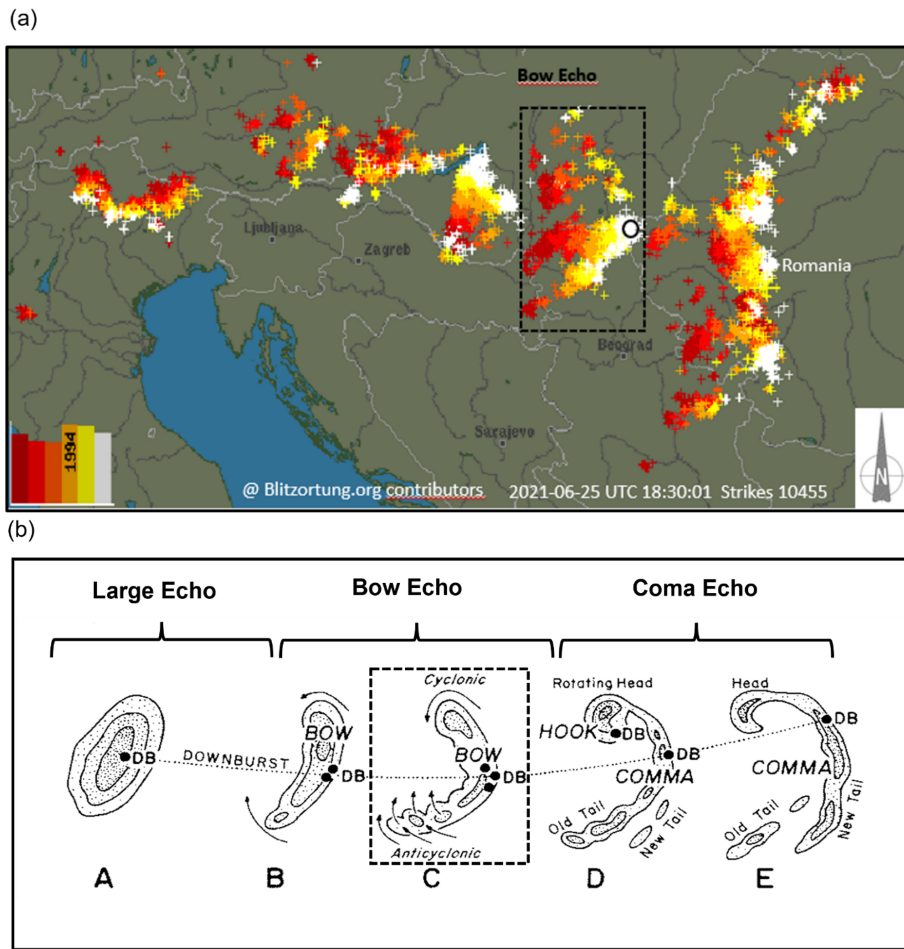 (a)
Bow Echo
Ljubljana
Zagreb
Romania
Beograd
Sarajevo
1994
N
@ Blitzortung.org contributors 2021-06-25 UTC 18:30:01 Strikes 10455
(b)
Large Echo Bow Echo Coma Echo
Cyclonic Rotating Head Head
BOW BOW HOOK DB DB
DB DOWNBURST DB DB DB
COMMA COMMA
Old Tail New Tail Old Tail New Tail
Anticyclonic
A B C D E